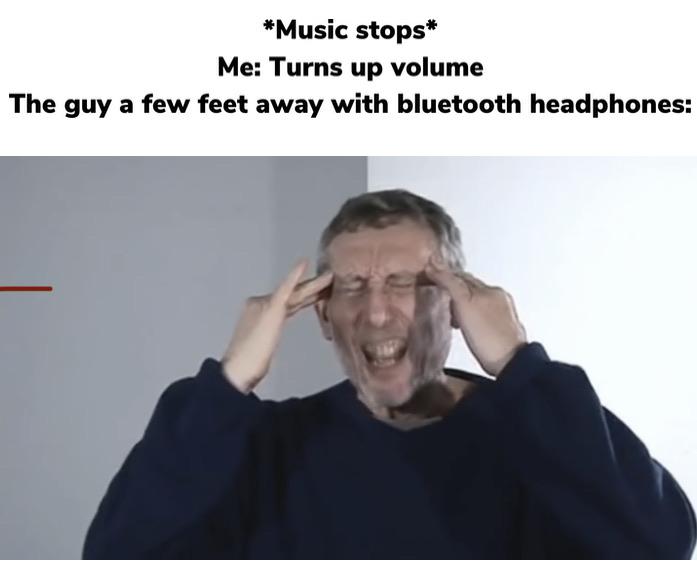 *Music stops*
Me: Turns up volume
The guy a few feet away with bluetooth headphones: